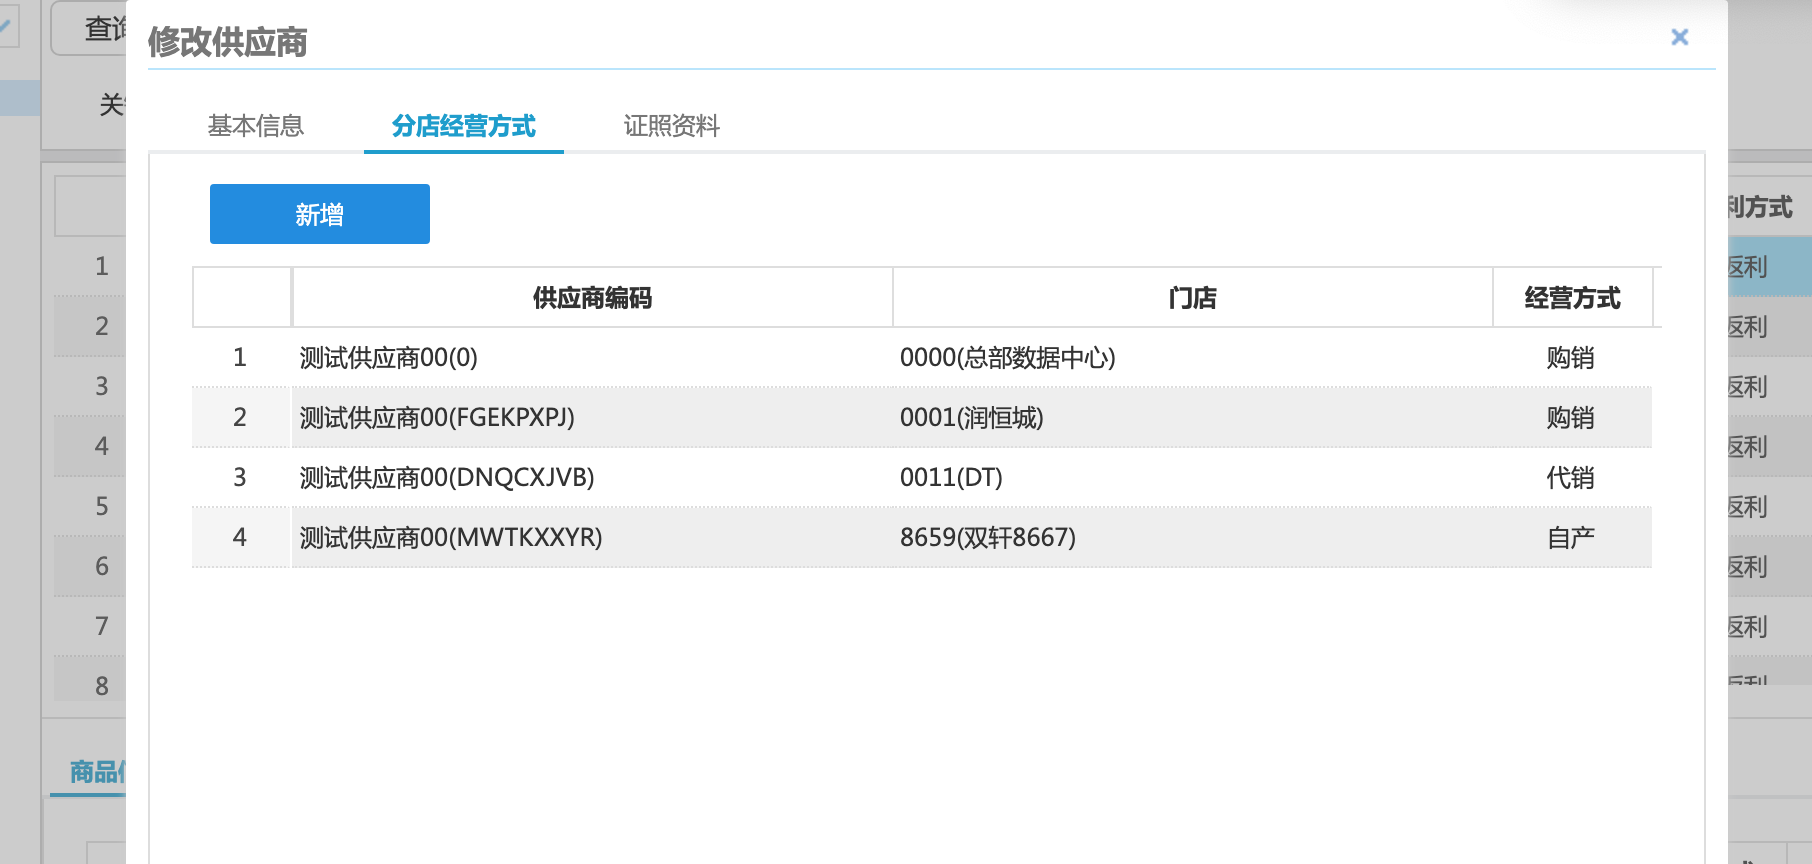 修改供应商
基本信息 分店经营方式 证照资料
新增
供应商编码 门店 经营方式
1 测试供应商00(0) 0000(总部数据中心) 购销
2 测试供应商00(FGEKPXPJ) 0001(润恒城) 购销
3 测试供应商00(DNQCXJVB) 0011(DT) 代销
4 测试供应商00(MWTKXXYR) 8659(双轩8667) 自产
查询
关
利方式
1 返利
2 返利
3 返利
4 返利
5 返利
6 返利
7 返利
8 返利
商品